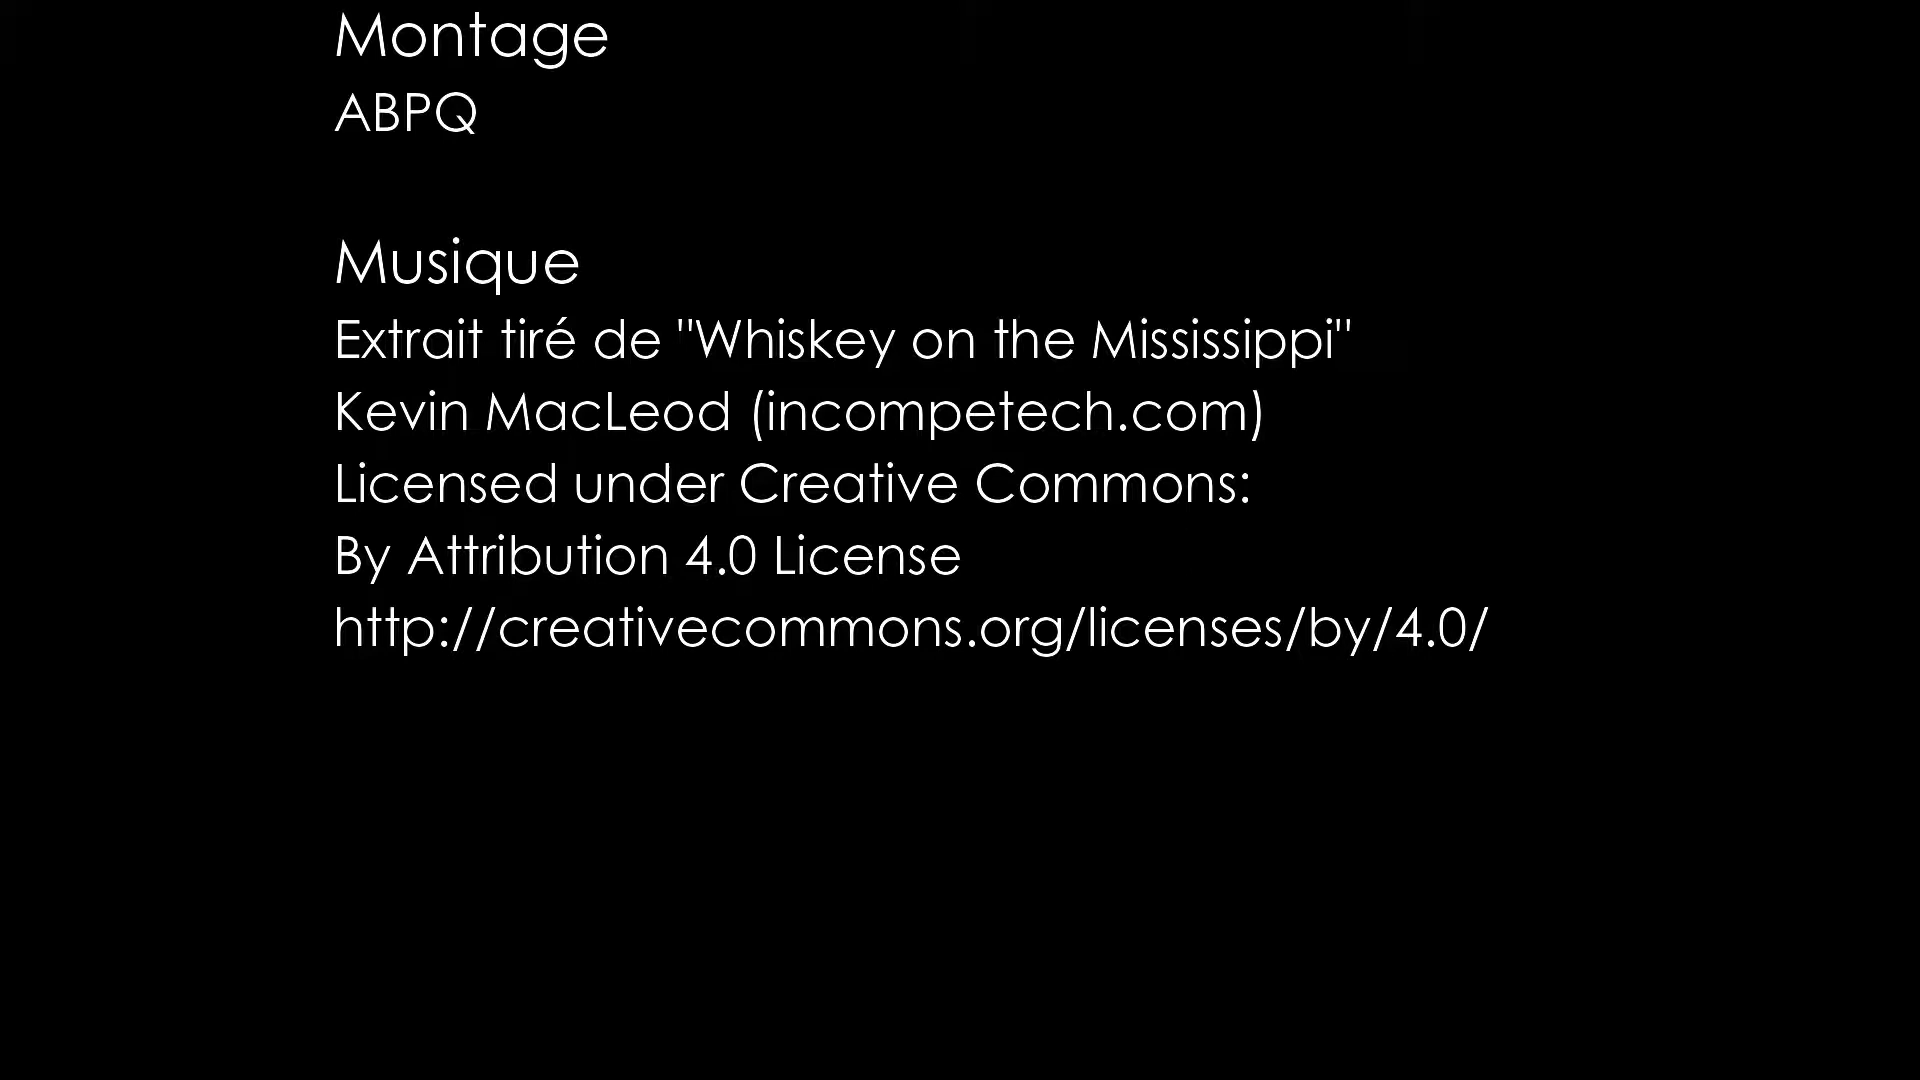 Montage
ABPQ
Musique
Extrait tiré de "Whiskey on the Mississippi"
Kevin MacLeod (incompetech.com)
Licensed under Creative Commons:
By Attribution 4.0 License
http://creativecommons.org/licenses/by/4.0/